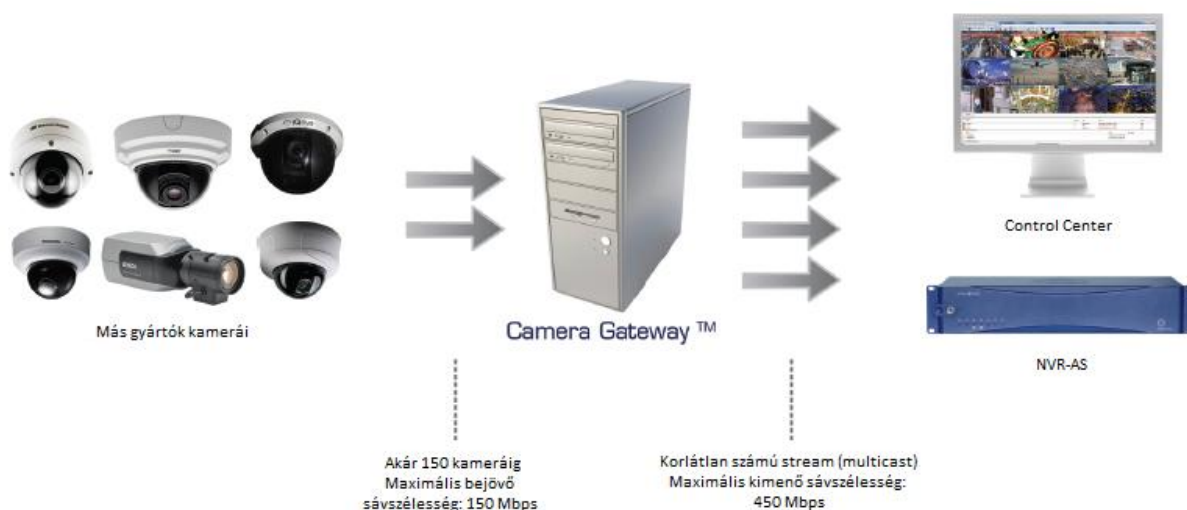 Más gyártók kamerái
Camera Gateway ™
Control Center
NVR-AS
Akár 150 kameráig
Maximális bejövő
sávszélesség: 150 Mbps
Korlátlan számú stream (multicast)
Maximális kimenő sávszélesség:
450 Mbps